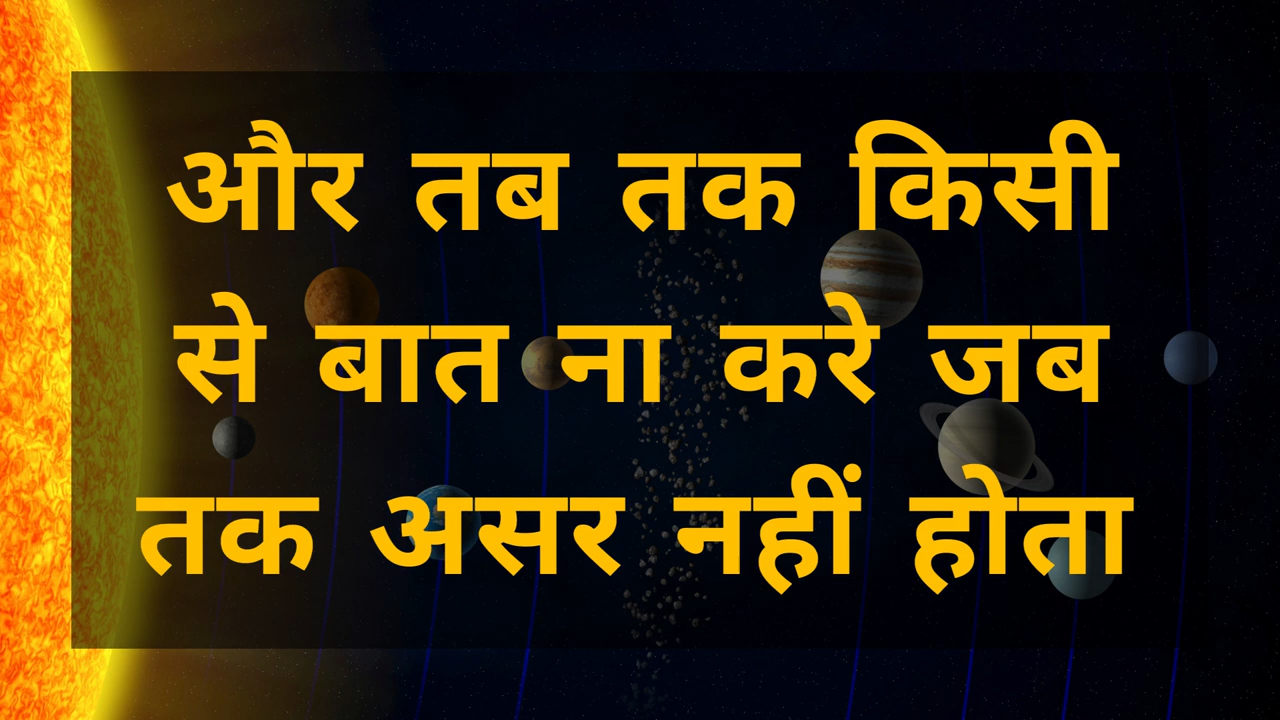 और तब तक किसी
से बात ना करे जब
तक असर नहीं होता